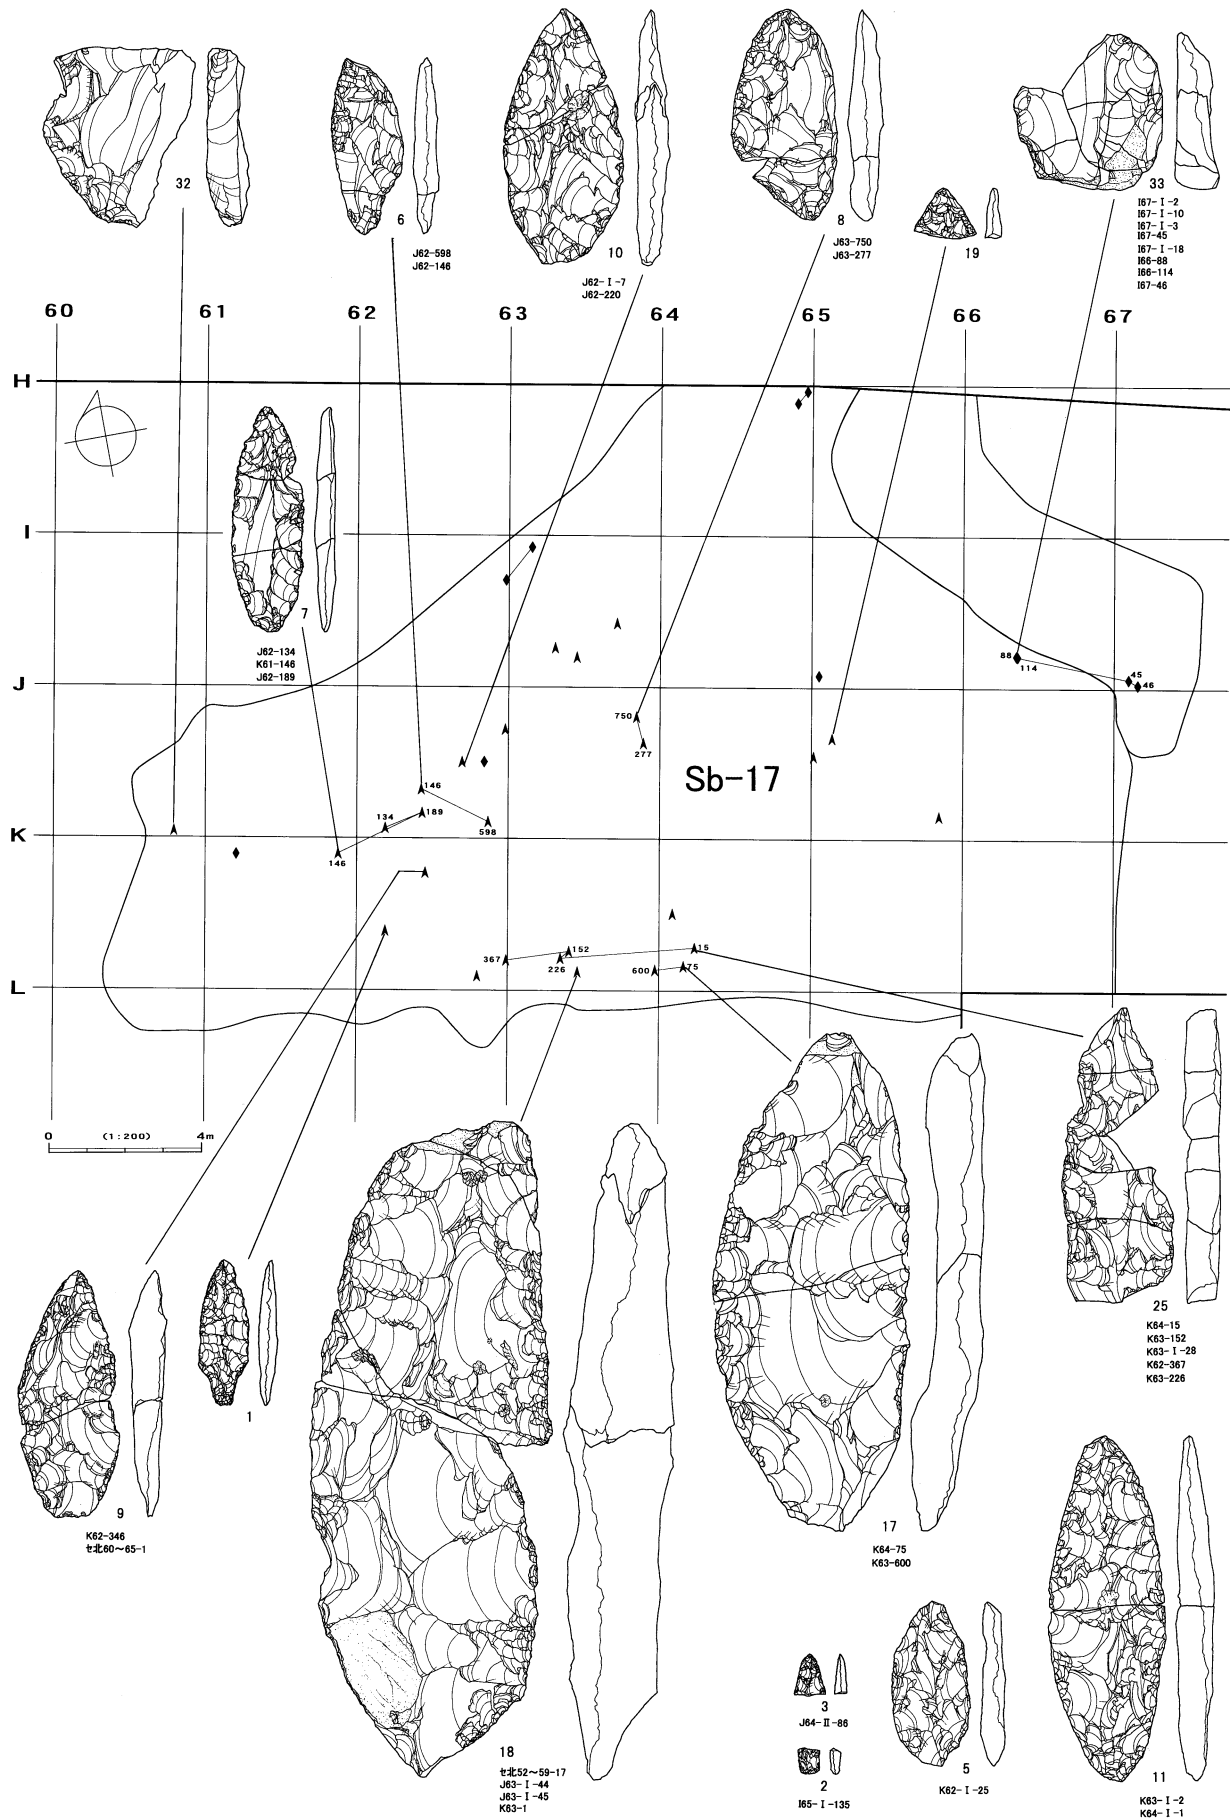 32
6
J62-598
J62-146
10
J62-Ⅰ-7
J62-220
8
J63-750
J63-277
19
33
I67-Ⅰ-2
I67-Ⅰ-10
I67-Ⅰ-3
I67-45
I67-Ⅰ-18
I66-88
I66-114
I67-46
60 61 62 63 64 65 66 67
H
I
7
J62-134
K61-146
J62-189
88
114
45
46
J
750
277
Sb-17
146
189
134
598
K
146
152
15
367
226
600
75
L
0 (1:200) 4m
25
K64-15
K63-152
K63-Ⅰ-28
K62-367
K63-226
1
9
K62-346
セ北60～65-1
17
K64-75
K63-600
18
セ北52～59-17
J63-Ⅰ-44
J63-Ⅰ-45
K63-1
3
J64-Ⅱ-86
2
I65-Ⅰ-135
5
K62-Ⅰ-25
11
K63-Ⅰ-2
K64-Ⅰ-1